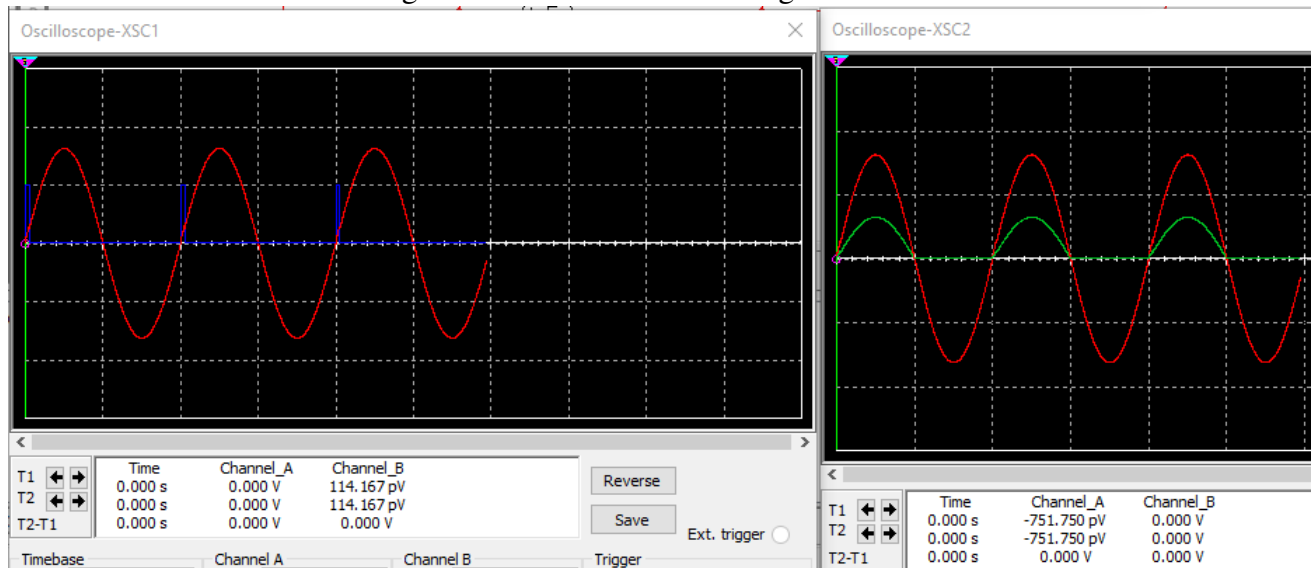 Oscilloscope-XSC1
Time Channel_A Channel_B
T1 0.000 s 0.000 V 114.167 pV
T2 0.000 s 0.000 V 114.167 pV
T2-T1 0.000 s 0.000 V 0.000 V
Reverse
Save
Ext. trigger
Timebase Channel A Channel B Trigger
Oscilloscope-XSC2
Time Channel_A Channel_B
T1 0.000 s -751.750 pV 0.000 V
T2 0.000 s -751.750 pV 0.000 V
T2-T1 0.000 s 0.000 V 0.000 V